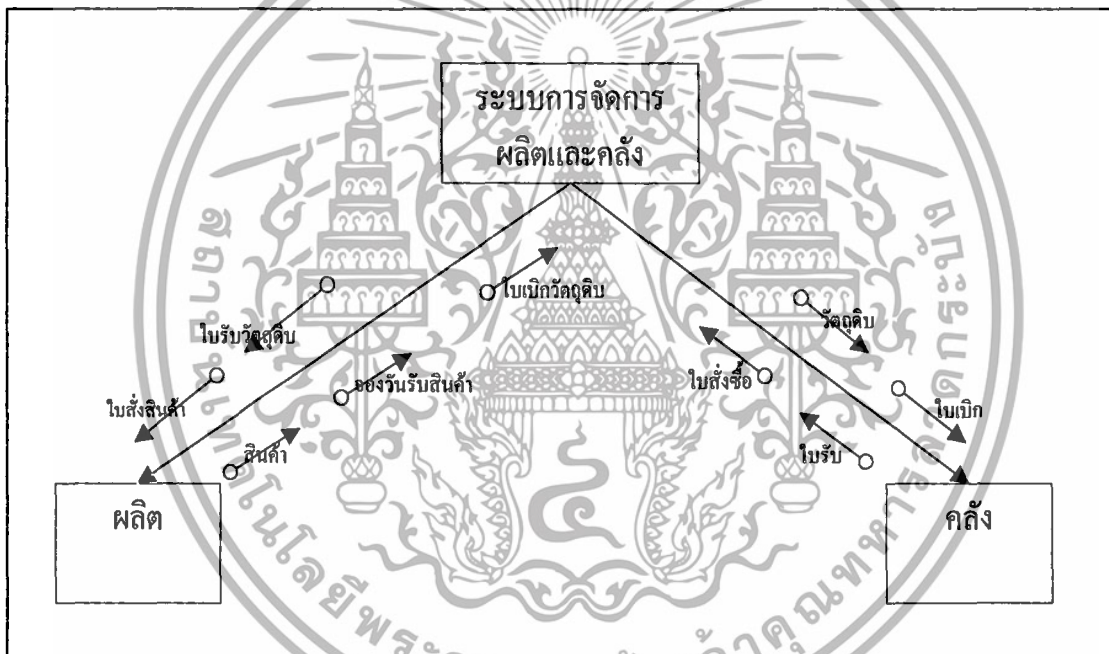 ระบบการจัดการ
ผลิตและคลัง
ใบเบิกวัตถุดิบ
วัตถุดิบ
ใบรับวัตถุดิบ
จองวันรับสินค้า
ใบสั่งซื้อ
ใบสั่งสินค้า
ใบเบิก
สินค้า
ใบรับ
ผลิต
คลัง